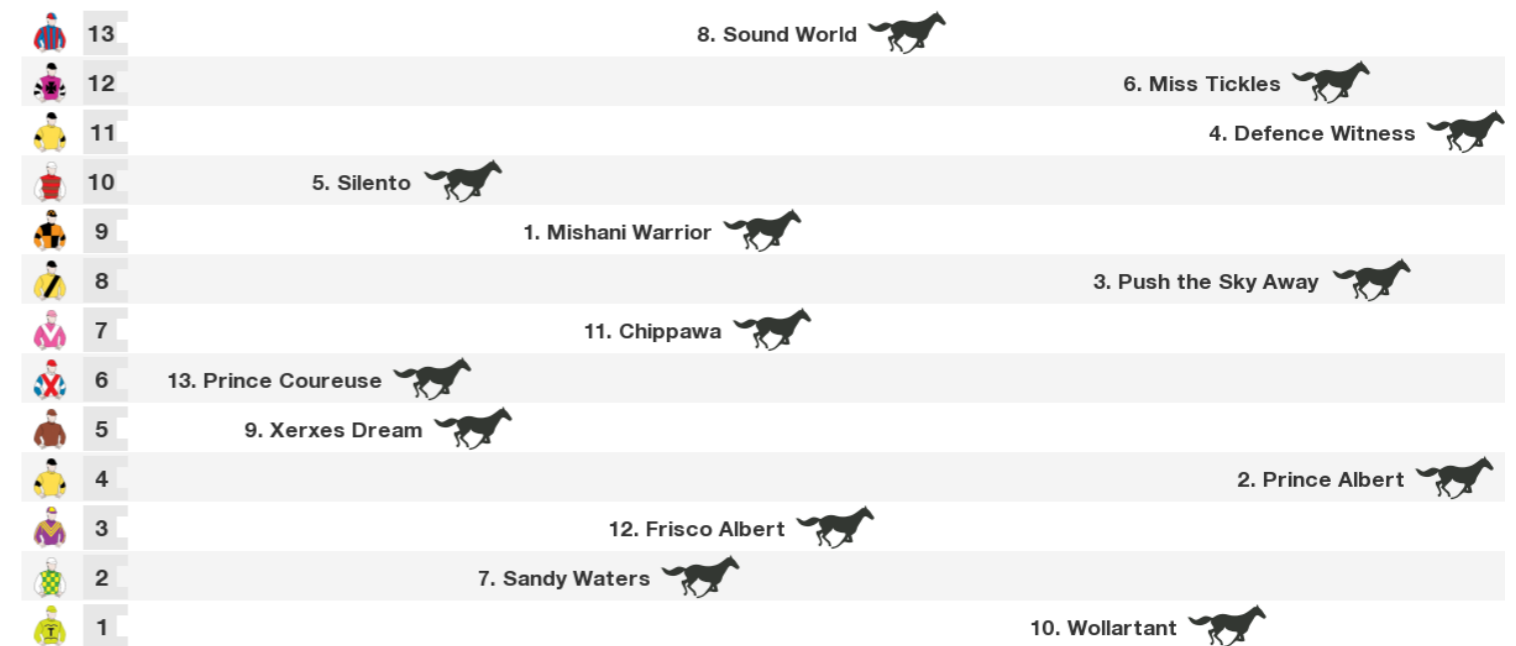 13 8. Sound World
12 6. Miss Tickles
11 4. Defence Witness
10 5. Silento
9 1. Mishani Warrior
8 3. Push the Sky Away
7 11. Chippawa
6 13. Prince Coureuse
5 9. Xerxes Dream
4 2. Prince Albert
3 12. Frisco Albert
2 7. Sandy Waters
1 10. Wollartant